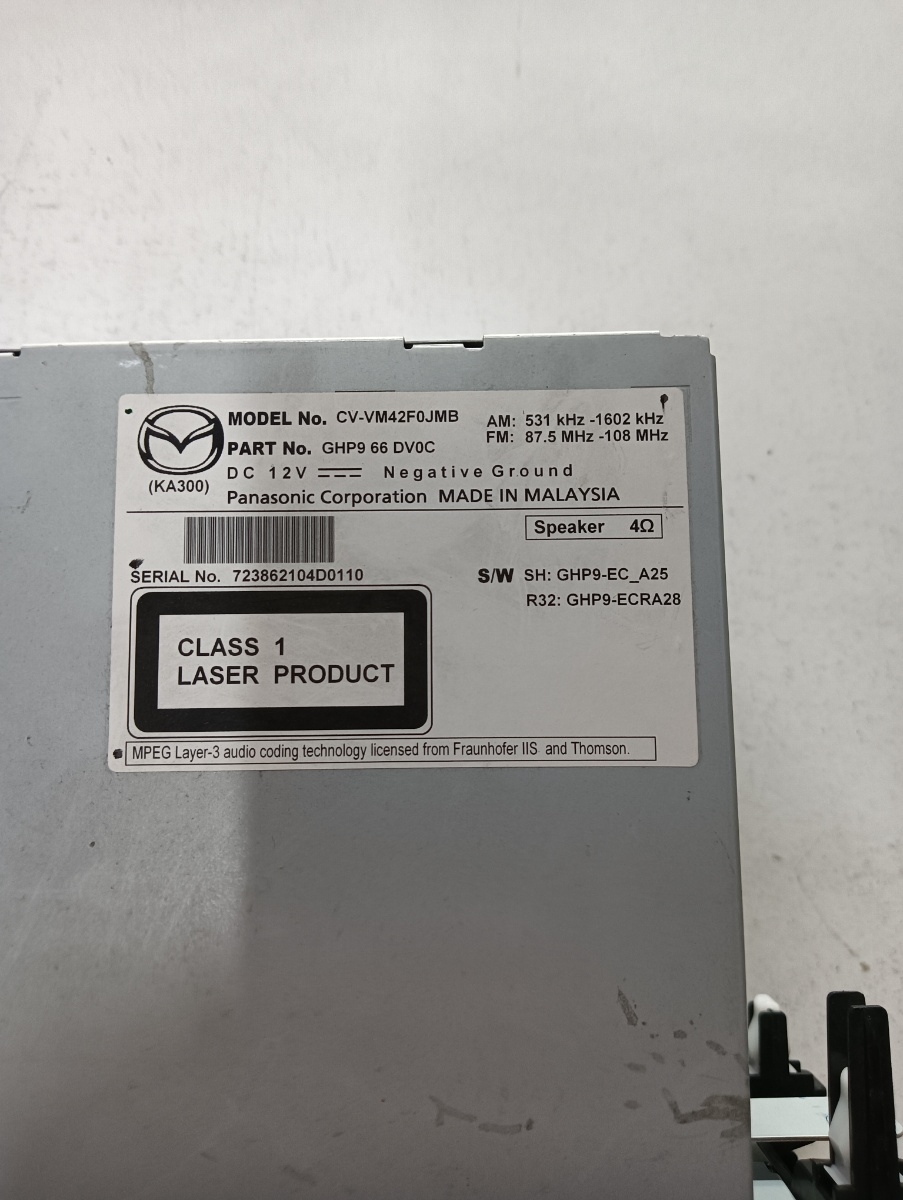 MODEL No. CV-VM42F0JMB AM: 531 kHz -1602 kHz
PART No. GHP9 66 DV0C FM: 87.5 MHz -108 MHz
(KA300) DC 12V Negative Ground
Panasonic Corporation MADE IN MALAYSIA
Speaker 4Ω
SERIAL No. 723862104D0110 S/W SH: GHP9-EC_A25
R32: GHP9-ECRA28
CLASS 1
LASER PRODUCT
MPEG Layer-3 audio coding technology licensed from Fraunhofer IIS and Thomson.